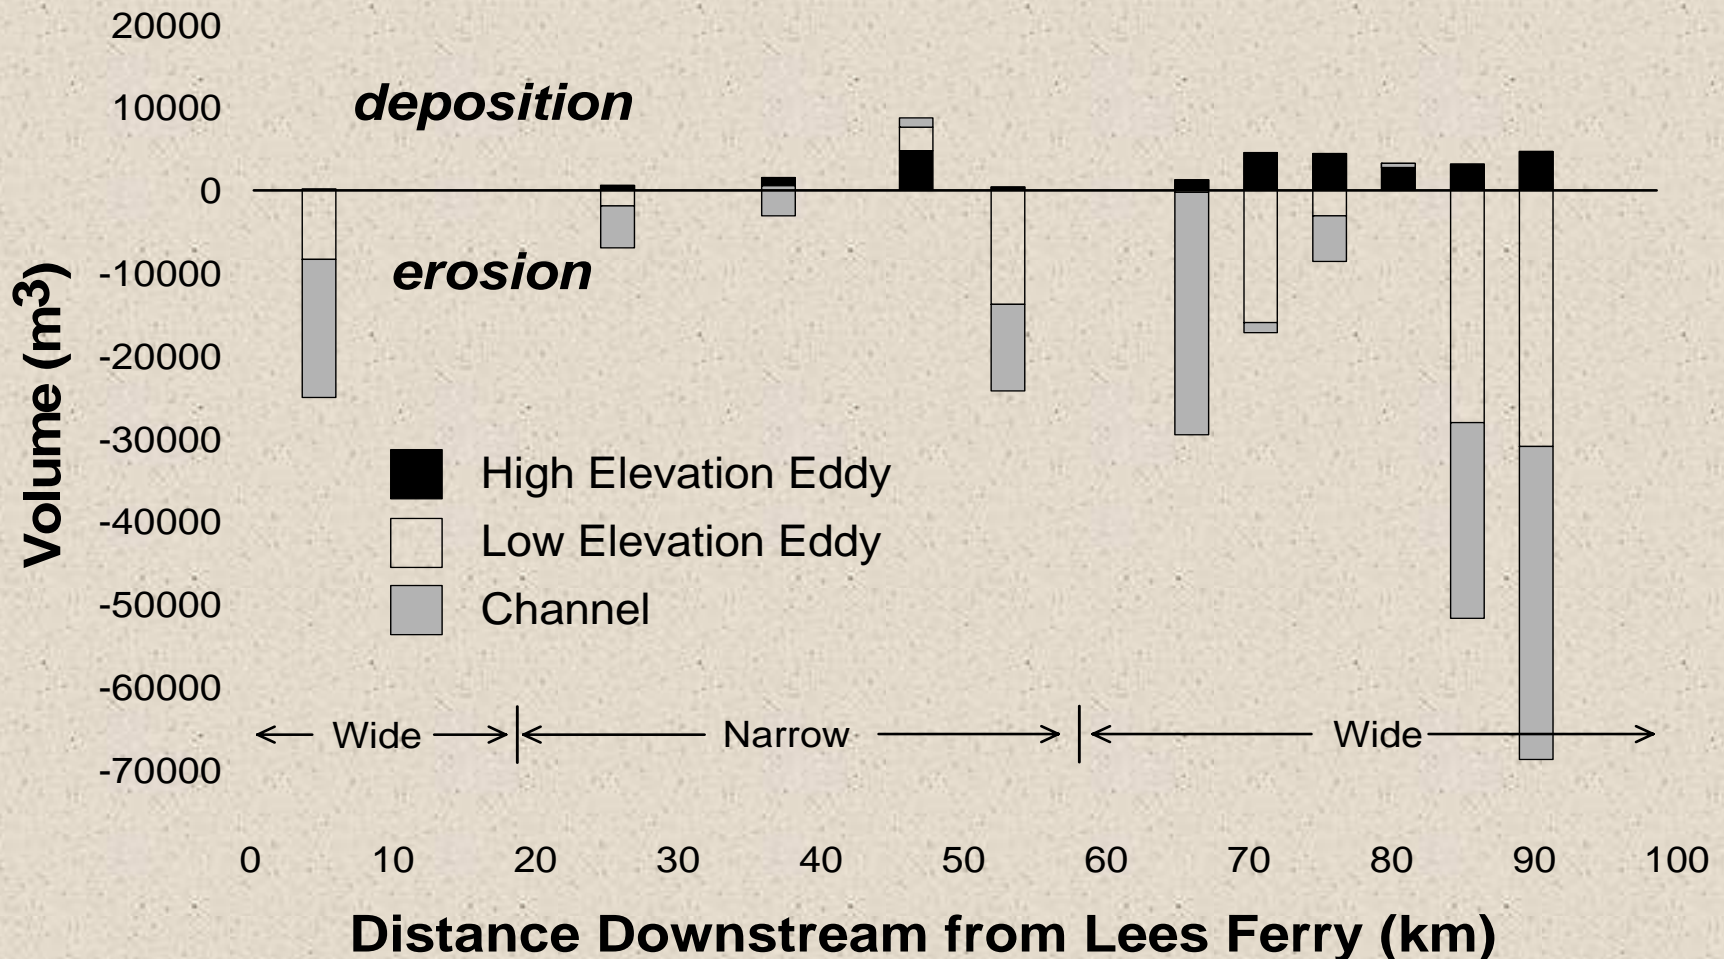 20000
10000
0
-10000
-20000
-30000
-40000
-50000
-60000
-70000
Volume (m3)
deposition
erosion
High Elevation Eddy
Low Elevation Eddy
Channel
Wide Narrow Wide
0 10 20 30 40 50 60 70 80 90 100
Distance Downstream from Lees Ferry (km)